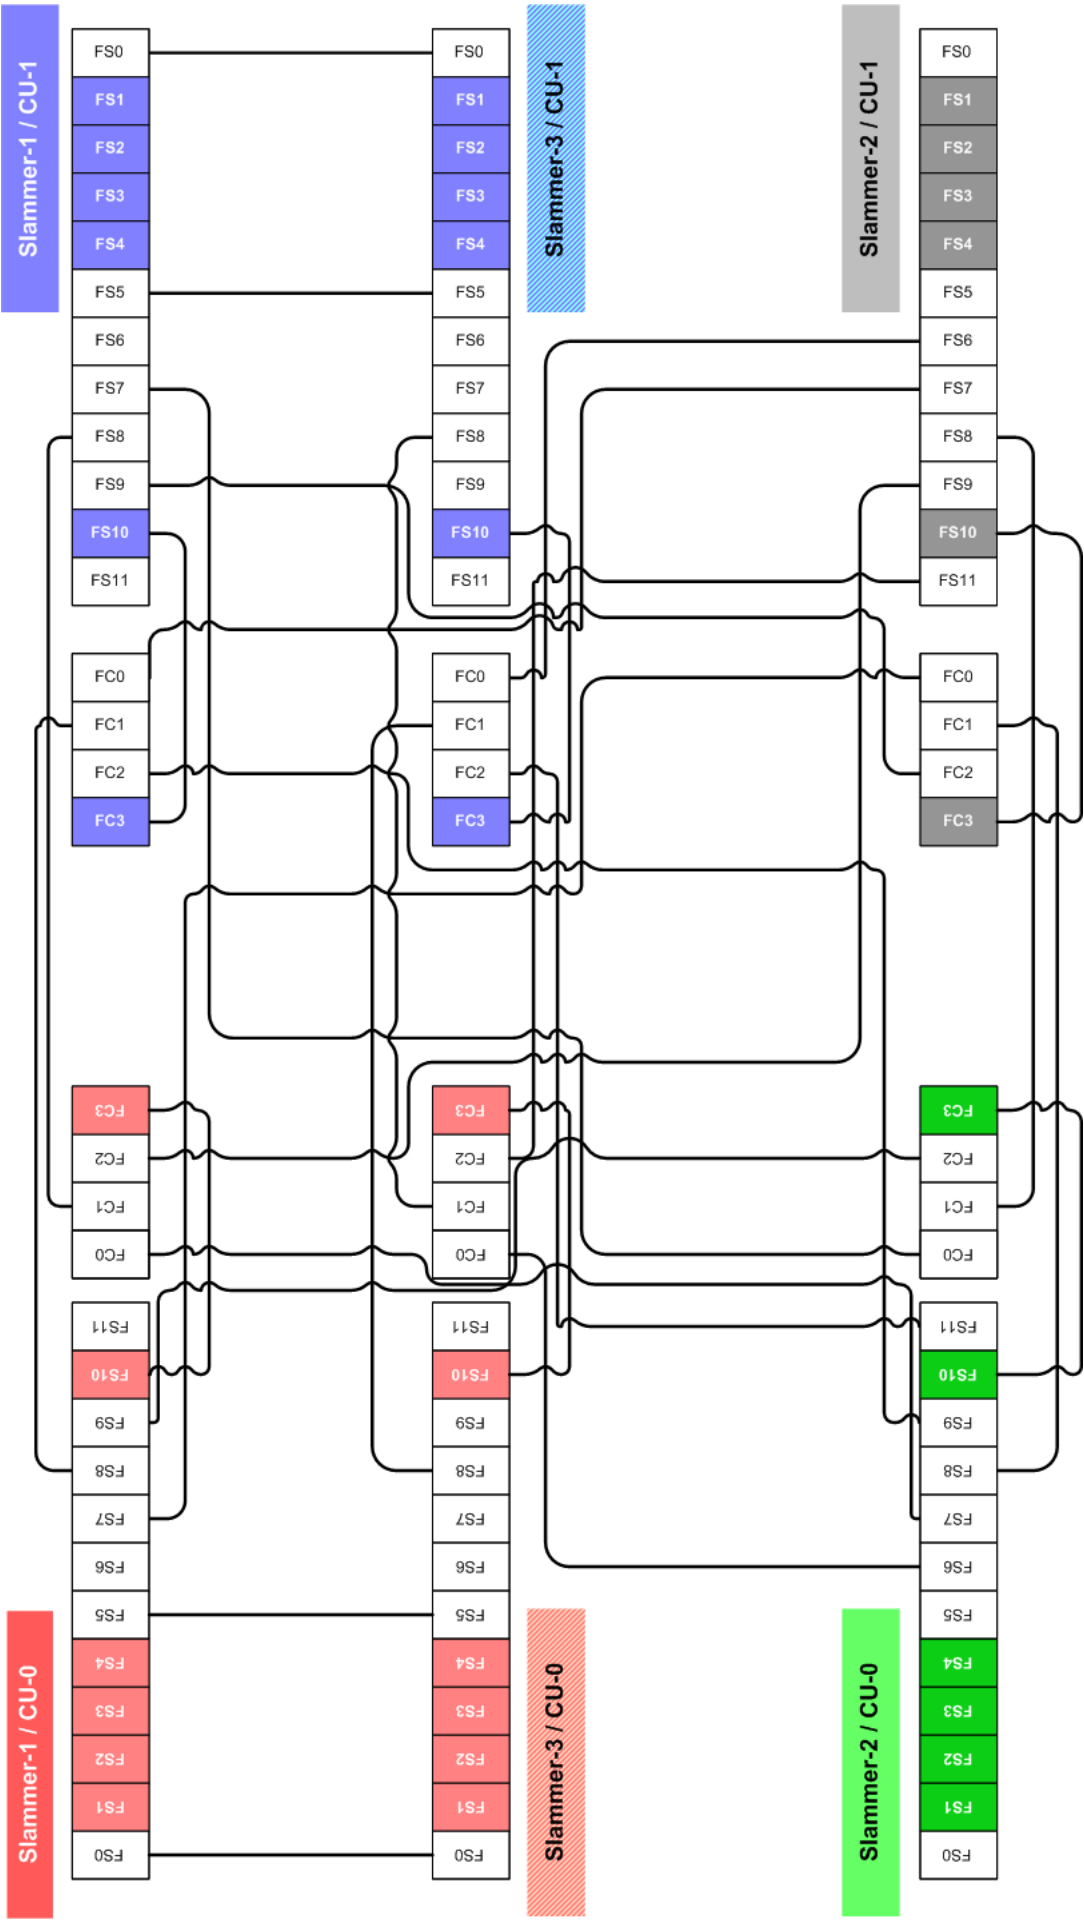 Slammer-1 / CU-1
FS0
FS1
FS2
FS3
FS4
FS5
FS6
FS7
FS8
FS9
FS10
FS11
FC0
FC1
FC2
FC3
Slammer-3 / CU-1
FS0
FS1
FS2
FS3
FS4
FS5
FS6
FS7
FS8
FS9
FS10
FS11
FC0
FC1
FC2
FC3
Slammer-2 / CU-1
FS0
FS1
FS2
FS3
FS4
FS5
FS6
FS7
FS8
FS9
FS10
FS11
FC0
FC1
FC2
FC3
Slammer-1 / CU-0
FC3
FC2
FC1
FC0
FS11
FS10
FS9
FS8
FS7
FS6
FS5
FS4
FS3
FS2
FS1
FS0
Slammer-3 / CU-0
FC3
FC2
FC1
FC0
FS11
FS10
FS9
FS8
FS7
FS6
FS5
FS4
FS3
FS2
FS1
FS0
Slammer-2 / CU-0
FC3
FC2
FC1
FC0
FS11
FS10
FS9
FS8
FS7
FS6
FS5
FS4
FS3
FS2
FS1
FS0